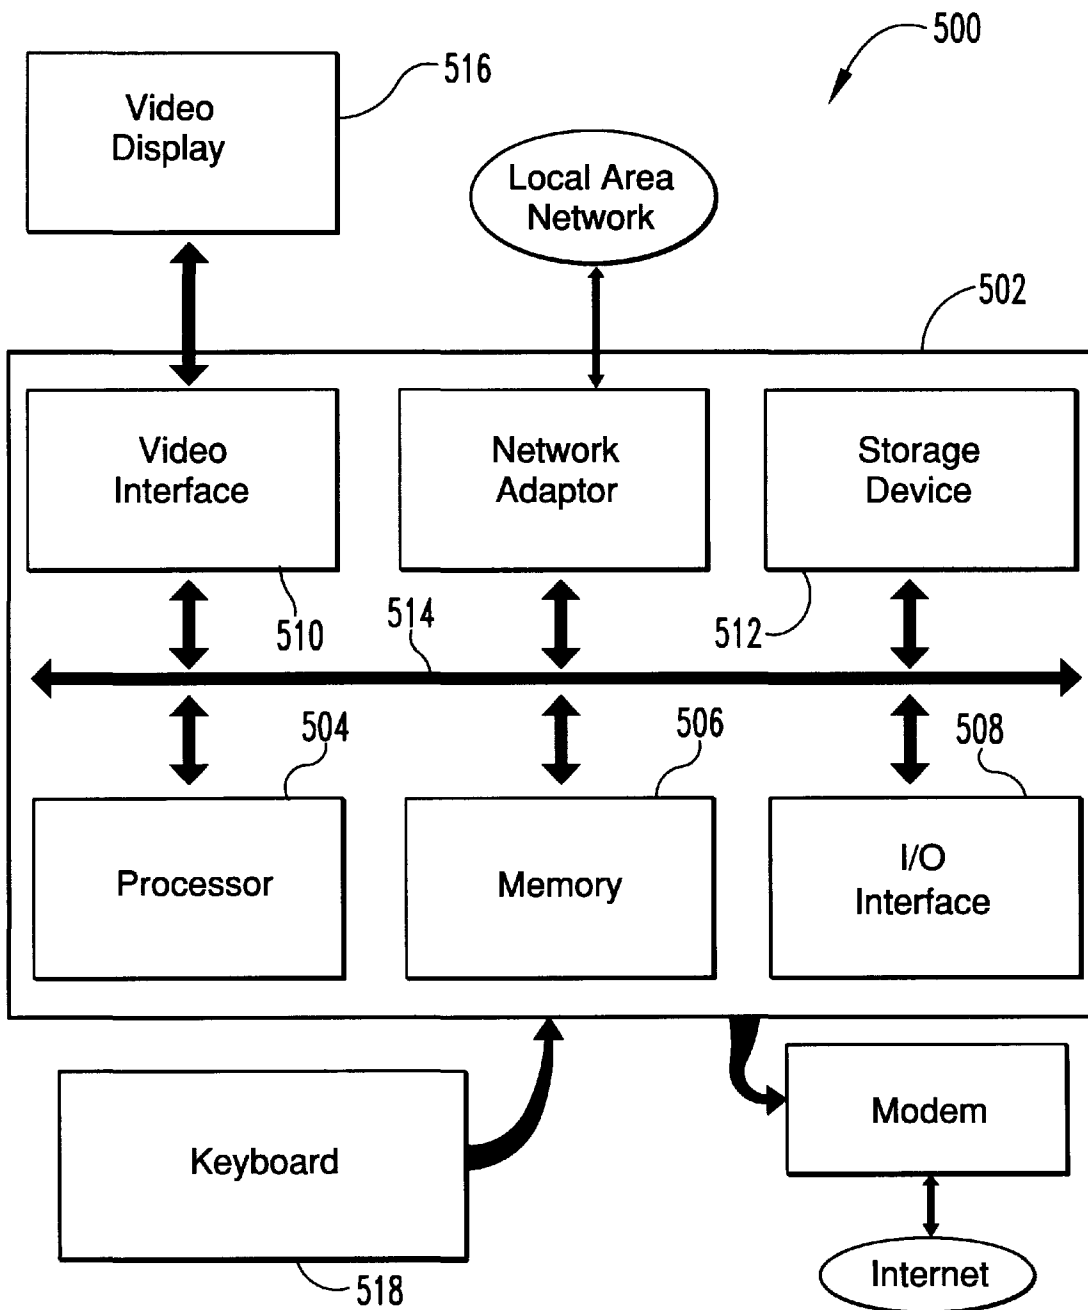 500
516
Video
Display
Local Area
Network
502
Video
Interface
Network
Adaptor
Storage
Device
510
514
512
504
506
508
Processor
Memory
I/O
Interface
Keyboard
Modem
518
Internet